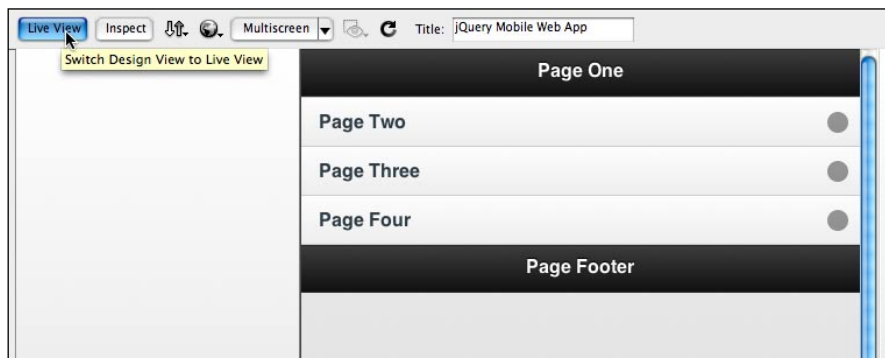 Live View Inspect Multiscreen Title: jQuery Mobile Web App
Switch Design View to Live View
Page One
Page Two
Page Three
Page Four
Page Footer